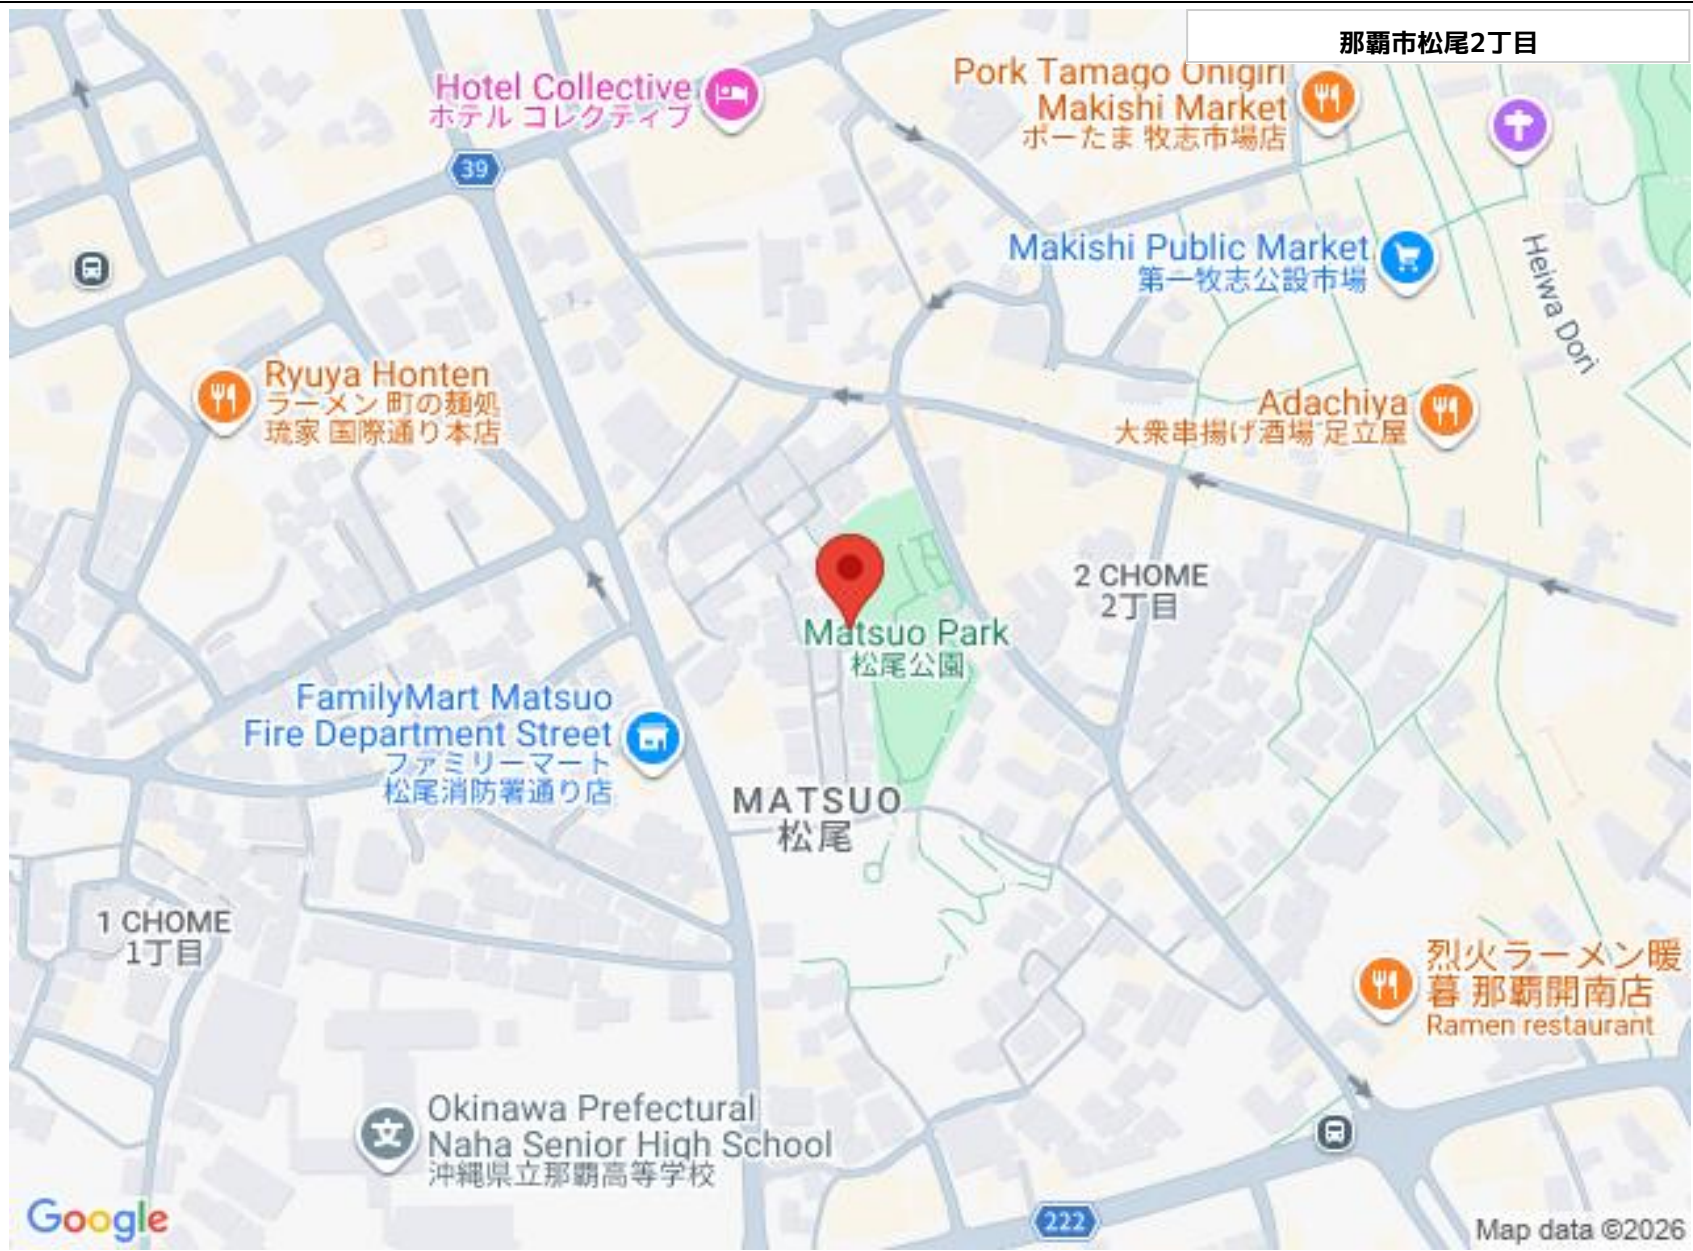 那覇市松尾2丁目
Hotel Collective
ホテル コレクティブ
Pork Tamago Onigiri
Makishi Market
ポーたま 牧志市場店
39
Makishi Public Market
第一牧志公設市場
Heiwa Dori
Ryuya Honten
ラーメン 町の麺処
琉家 国際通り本店
Adachiya
大衆串揚げ酒場 足立屋
2 CHOME
2丁目
Matsuo Park
松尾公園
FamilyMart Matsuo
Fire Department Street
ファミリーマート
松尾消防署通り店
MATSUO
松尾
1 CHOME
1丁目
烈火ラーメン暖
暮 那覇開南店
Ramen restaurant
文
Okinawa Prefectural
Naha Senior High School
沖縄県立那覇高等学校
222
Google
Map data ©2026